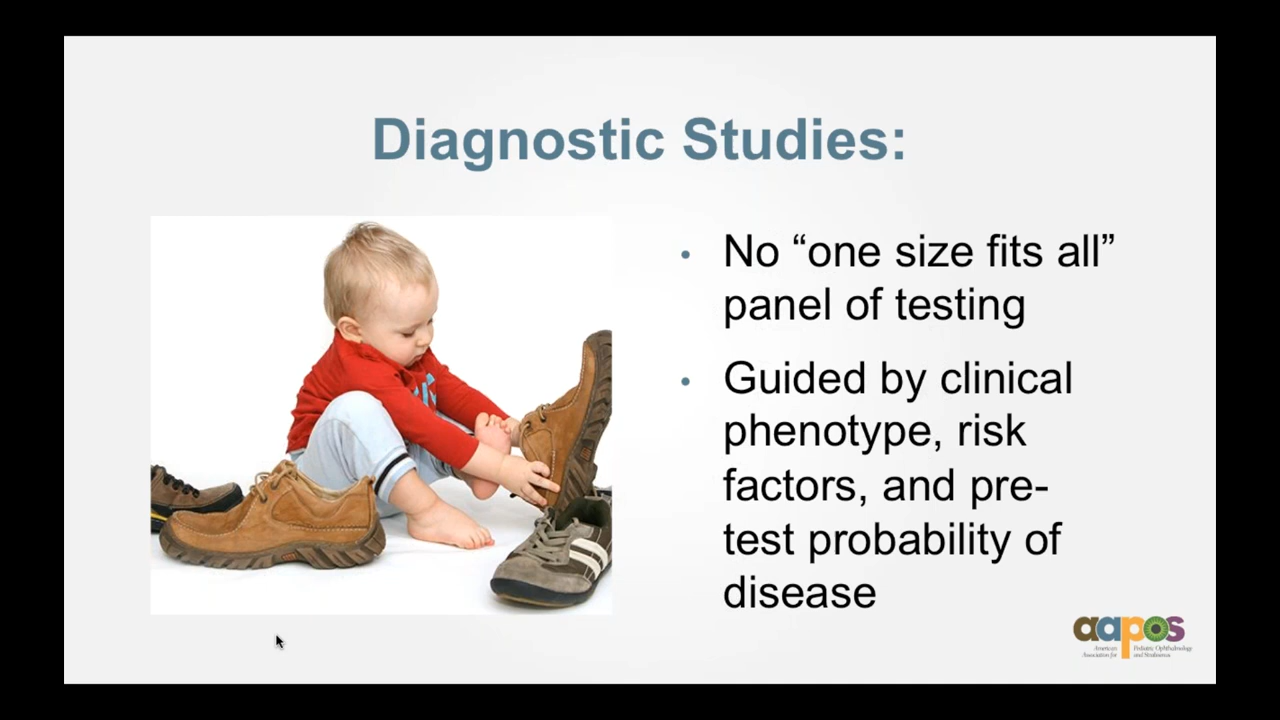 Diagnostic Studies:
• No “one size fits all”
panel of testing
• Guided by clinical
phenotype, risk
factors, and pre-
test probability of
disease
aapos
American Pediatric Ophthalmology
Association for and Strabismus